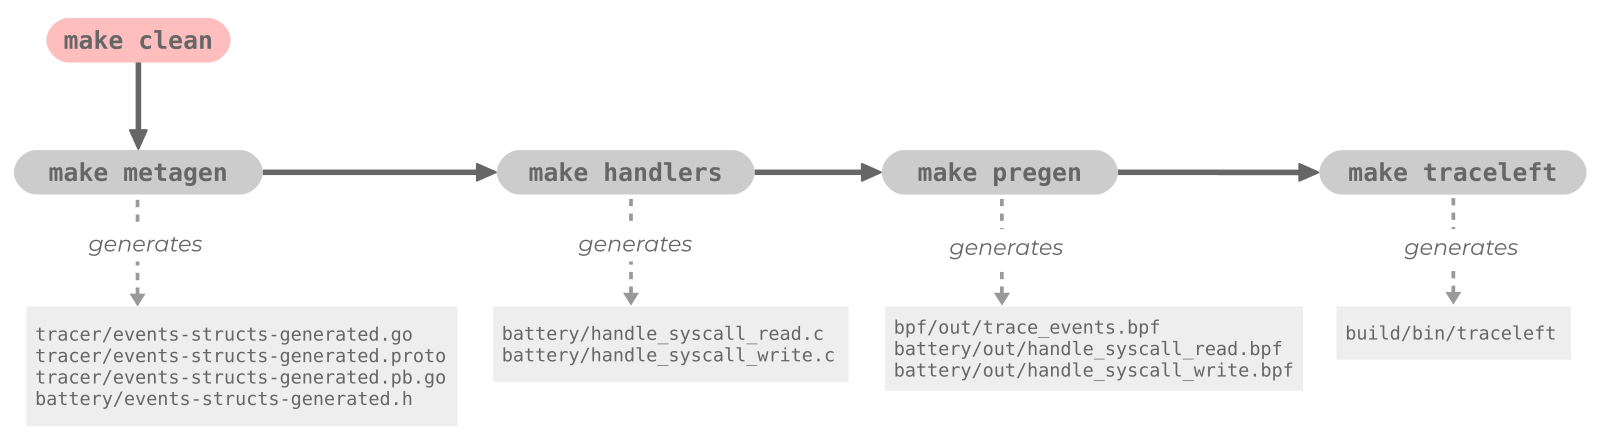 make clean
make metagen
make handlers
make pregen
make traceleft
generates
generates
generates
generates
tracer/events-structs-generated.go
tracer/events-structs-generated.proto
tracer/events-structs-generated.pb.go
battery/events-structs-generated.h
battery/handle_syscall_read.c
battery/handle_syscall_write.c
bpf/out/trace_events.bpf
battery/out/handle_syscall_read.bpf
battery/out/handle_syscall_write.bpf
build/bin/traceleft